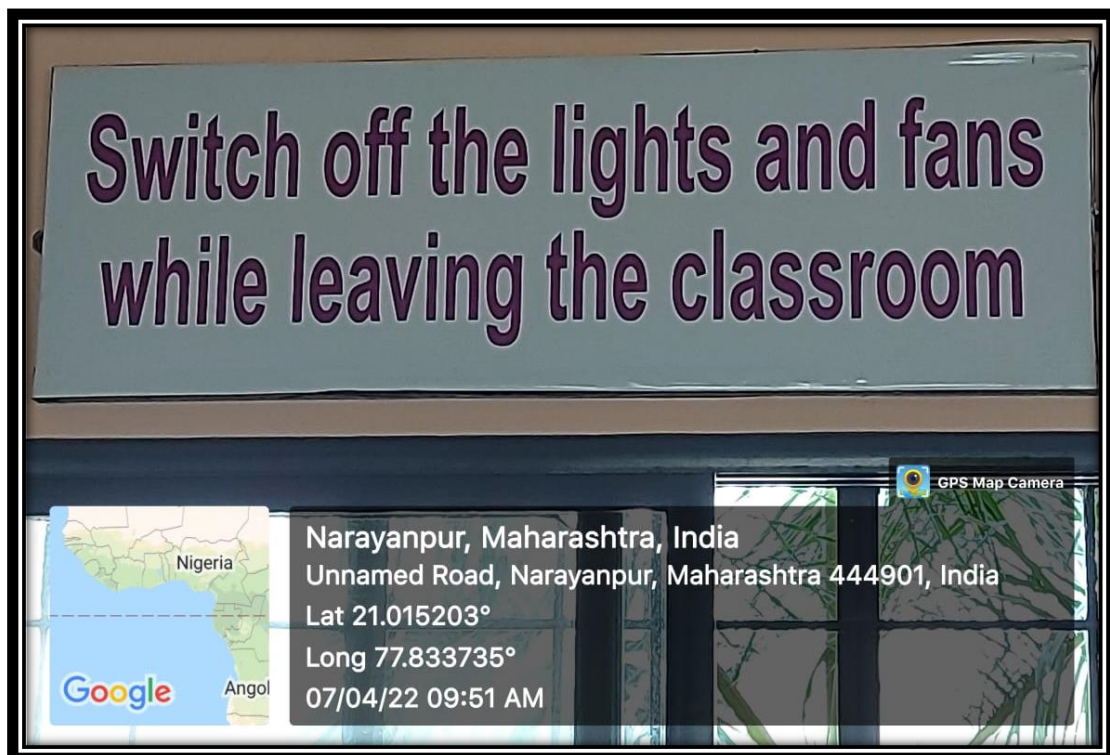 Switch off the lights and fans
while leaving the classroom
GPS Map Camera
Nigeria
Angol
Google
Narayanpur, Maharashtra, India
Unnamed Road, Narayanpur, Maharashtra 444901, India
Lat 21.015203°
Long 77.833735°
07/04/22 09:51 AM